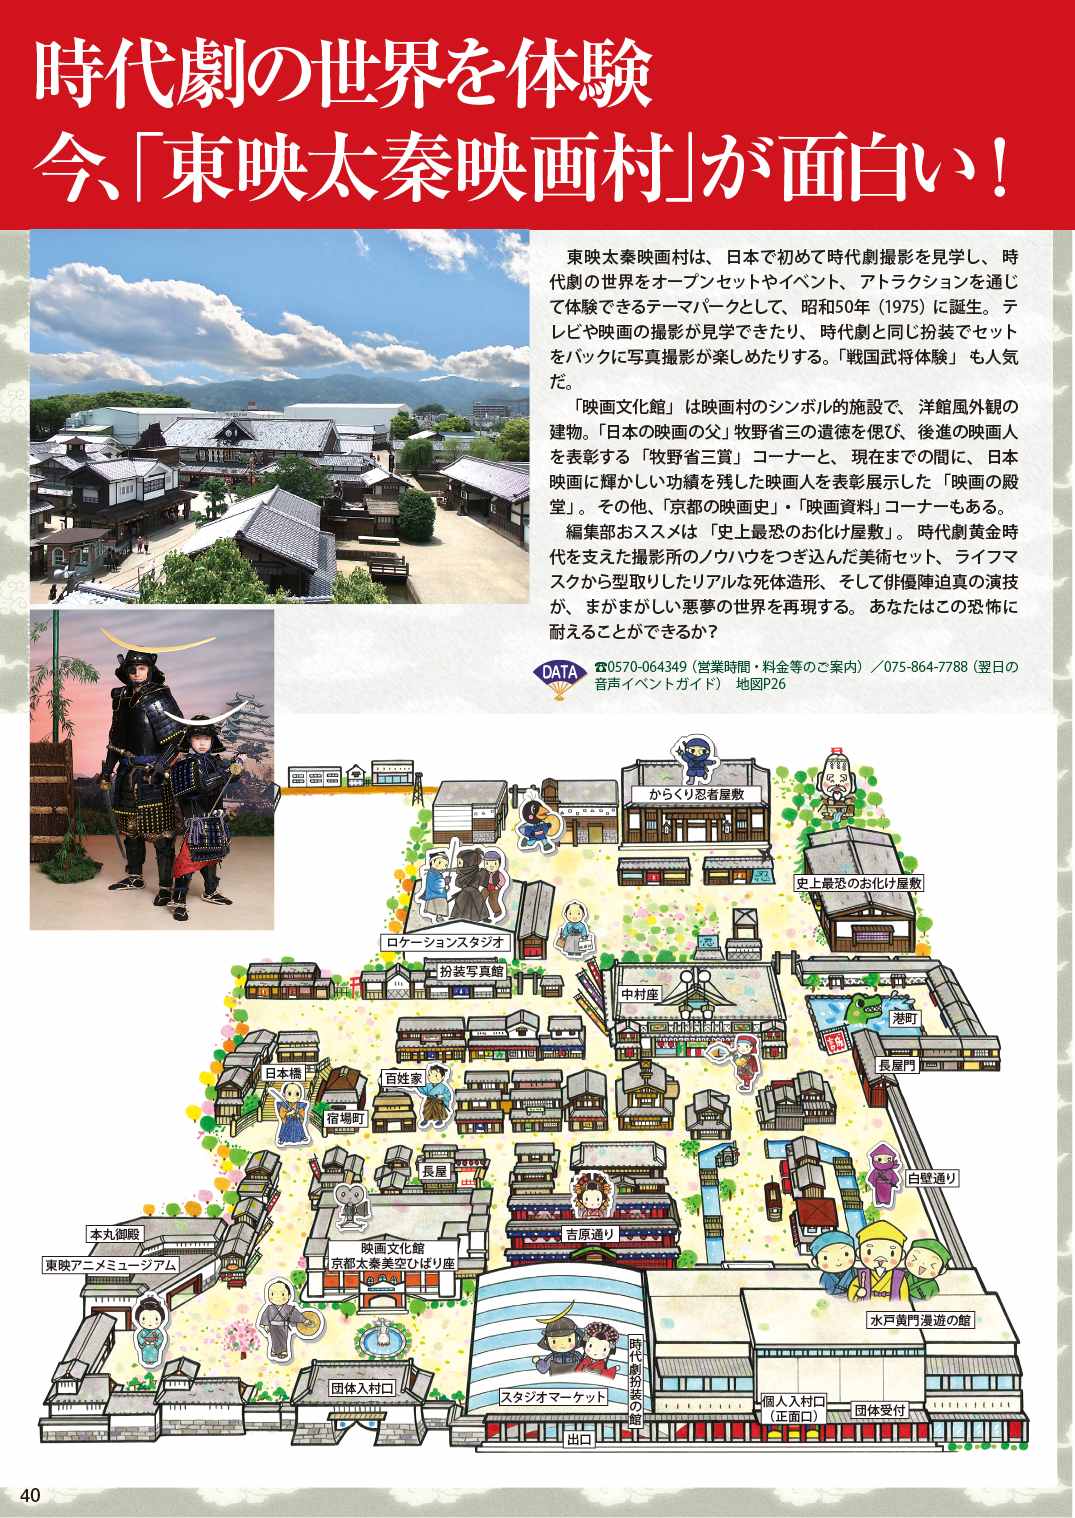 時代劇の世界を体験
今、「東映太秦映画村」が面白い！
東映太秦映画村は、日本で初めて時代劇撮影を見学し、時
代劇の世界をオープンセットやイベント、アトラクションを通じ
て体験できるテーマパークとして、昭和50年（1975）に誕生。テ
レビや映画の撮影が見学できたり、時代劇と同じ扮装でセット
をバックに写真撮影が楽しめたりする。「戦国武将体験」も人気
だ。
「映画文化館」は映画村のシンボル的施設で、洋館風外観の
建物。「日本の映画の父」牧野省三の遺徳を偲び、後進の映画人
を表彰する「牧野省三賞」コーナーと、現在までの間に、日本
映画に輝かしい功績を残した映画人を表彰展示した「映画の殿
堂」。その他、「京都の映画史」・「映画資料」コーナーもある。
編集部おススメは「史上最恐のお化け屋敷」。時代劇黄金時
代を支えた撮影所のノウハウをつぎ込んだ美術セット、ライフマ
スクから型取りしたリアルな死体造形、そして俳優陣迫真の演技
が、まがまがしい悪夢の世界を再現する。あなたはこの恐怖に
耐えることができるか？
DATA
☎0570-064349（営業時間・料金等のご案内）／075-864-7788（翌日の
音声イベントガイド） 地図P26
からくり忍者屋敷
史上最恐のお化け屋敷
ロケーションスタジオ
扮装写真館
中村座
港町
長屋門
日本橋
百姓家
宿場町
長屋
白壁通り
本丸御殿
吉原通り
東映アニメミュージアム
映画文化館
京都太秦美空ひばり座
水戸黄門漫遊の館
時代劇扮装の館
団体入村口
スタジオマーケット
個人入村口
（正面口）
団体受付
出口
40